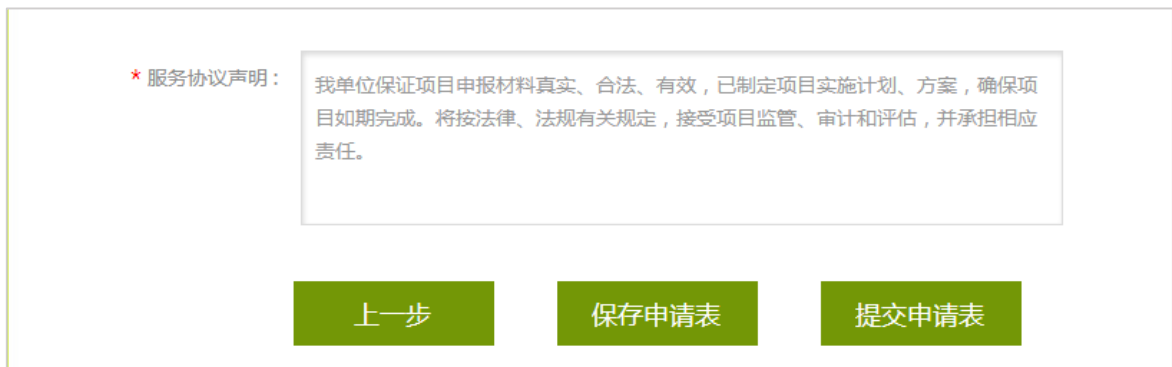 * 服务协议声明：
我单位保证项目申报材料真实、合法、有效，已制定项目实施计划、方案，确保项
目如期完成。将按法律、法规有关规定，接受项目监管、审计和评估，并承担相应
责任。
上一步 保存申请表 提交申请表